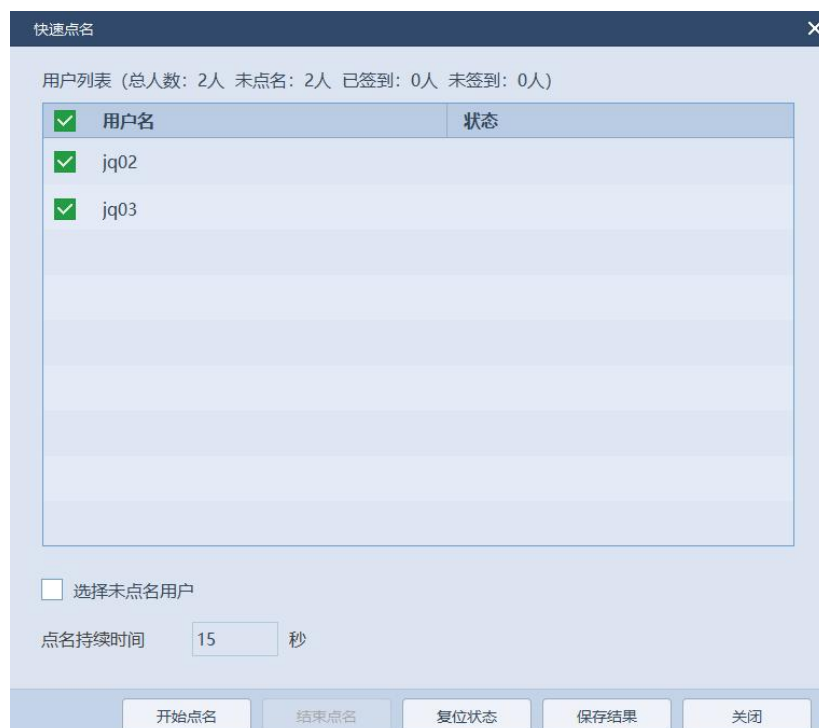 快速点名
用户列表 (总人数: 2人 未点名: 2人 已签到: 0人 未签到: 0人)
用户名 状态
jq02
jq03
选择未点名用户
点名持续时间 15 秒
开始点名 结束点名 复位状态 保存结果 关闭